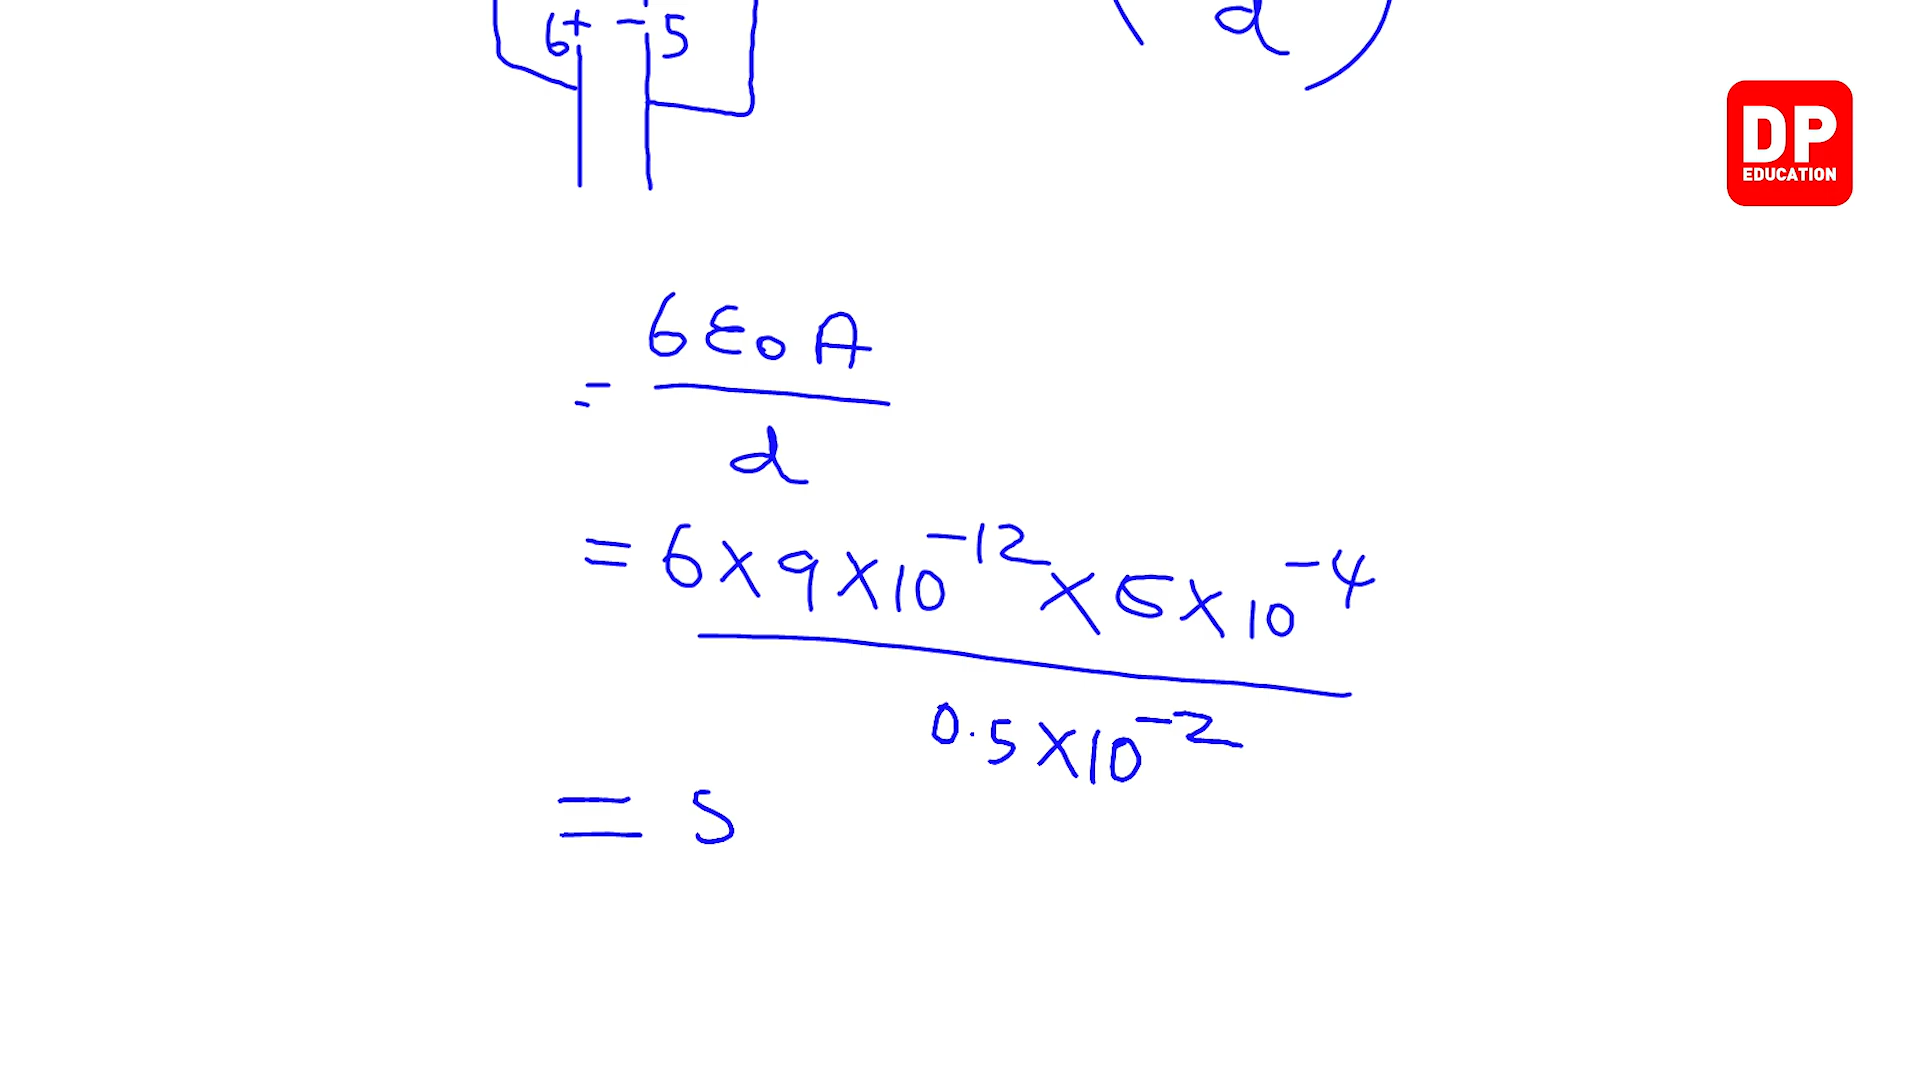 6+ - 5
( d )
DP
EDUCATION
= 6ε₀A
d
= 6×9×10⁻¹²×5×10⁻⁴
0.5×10⁻²
= 5